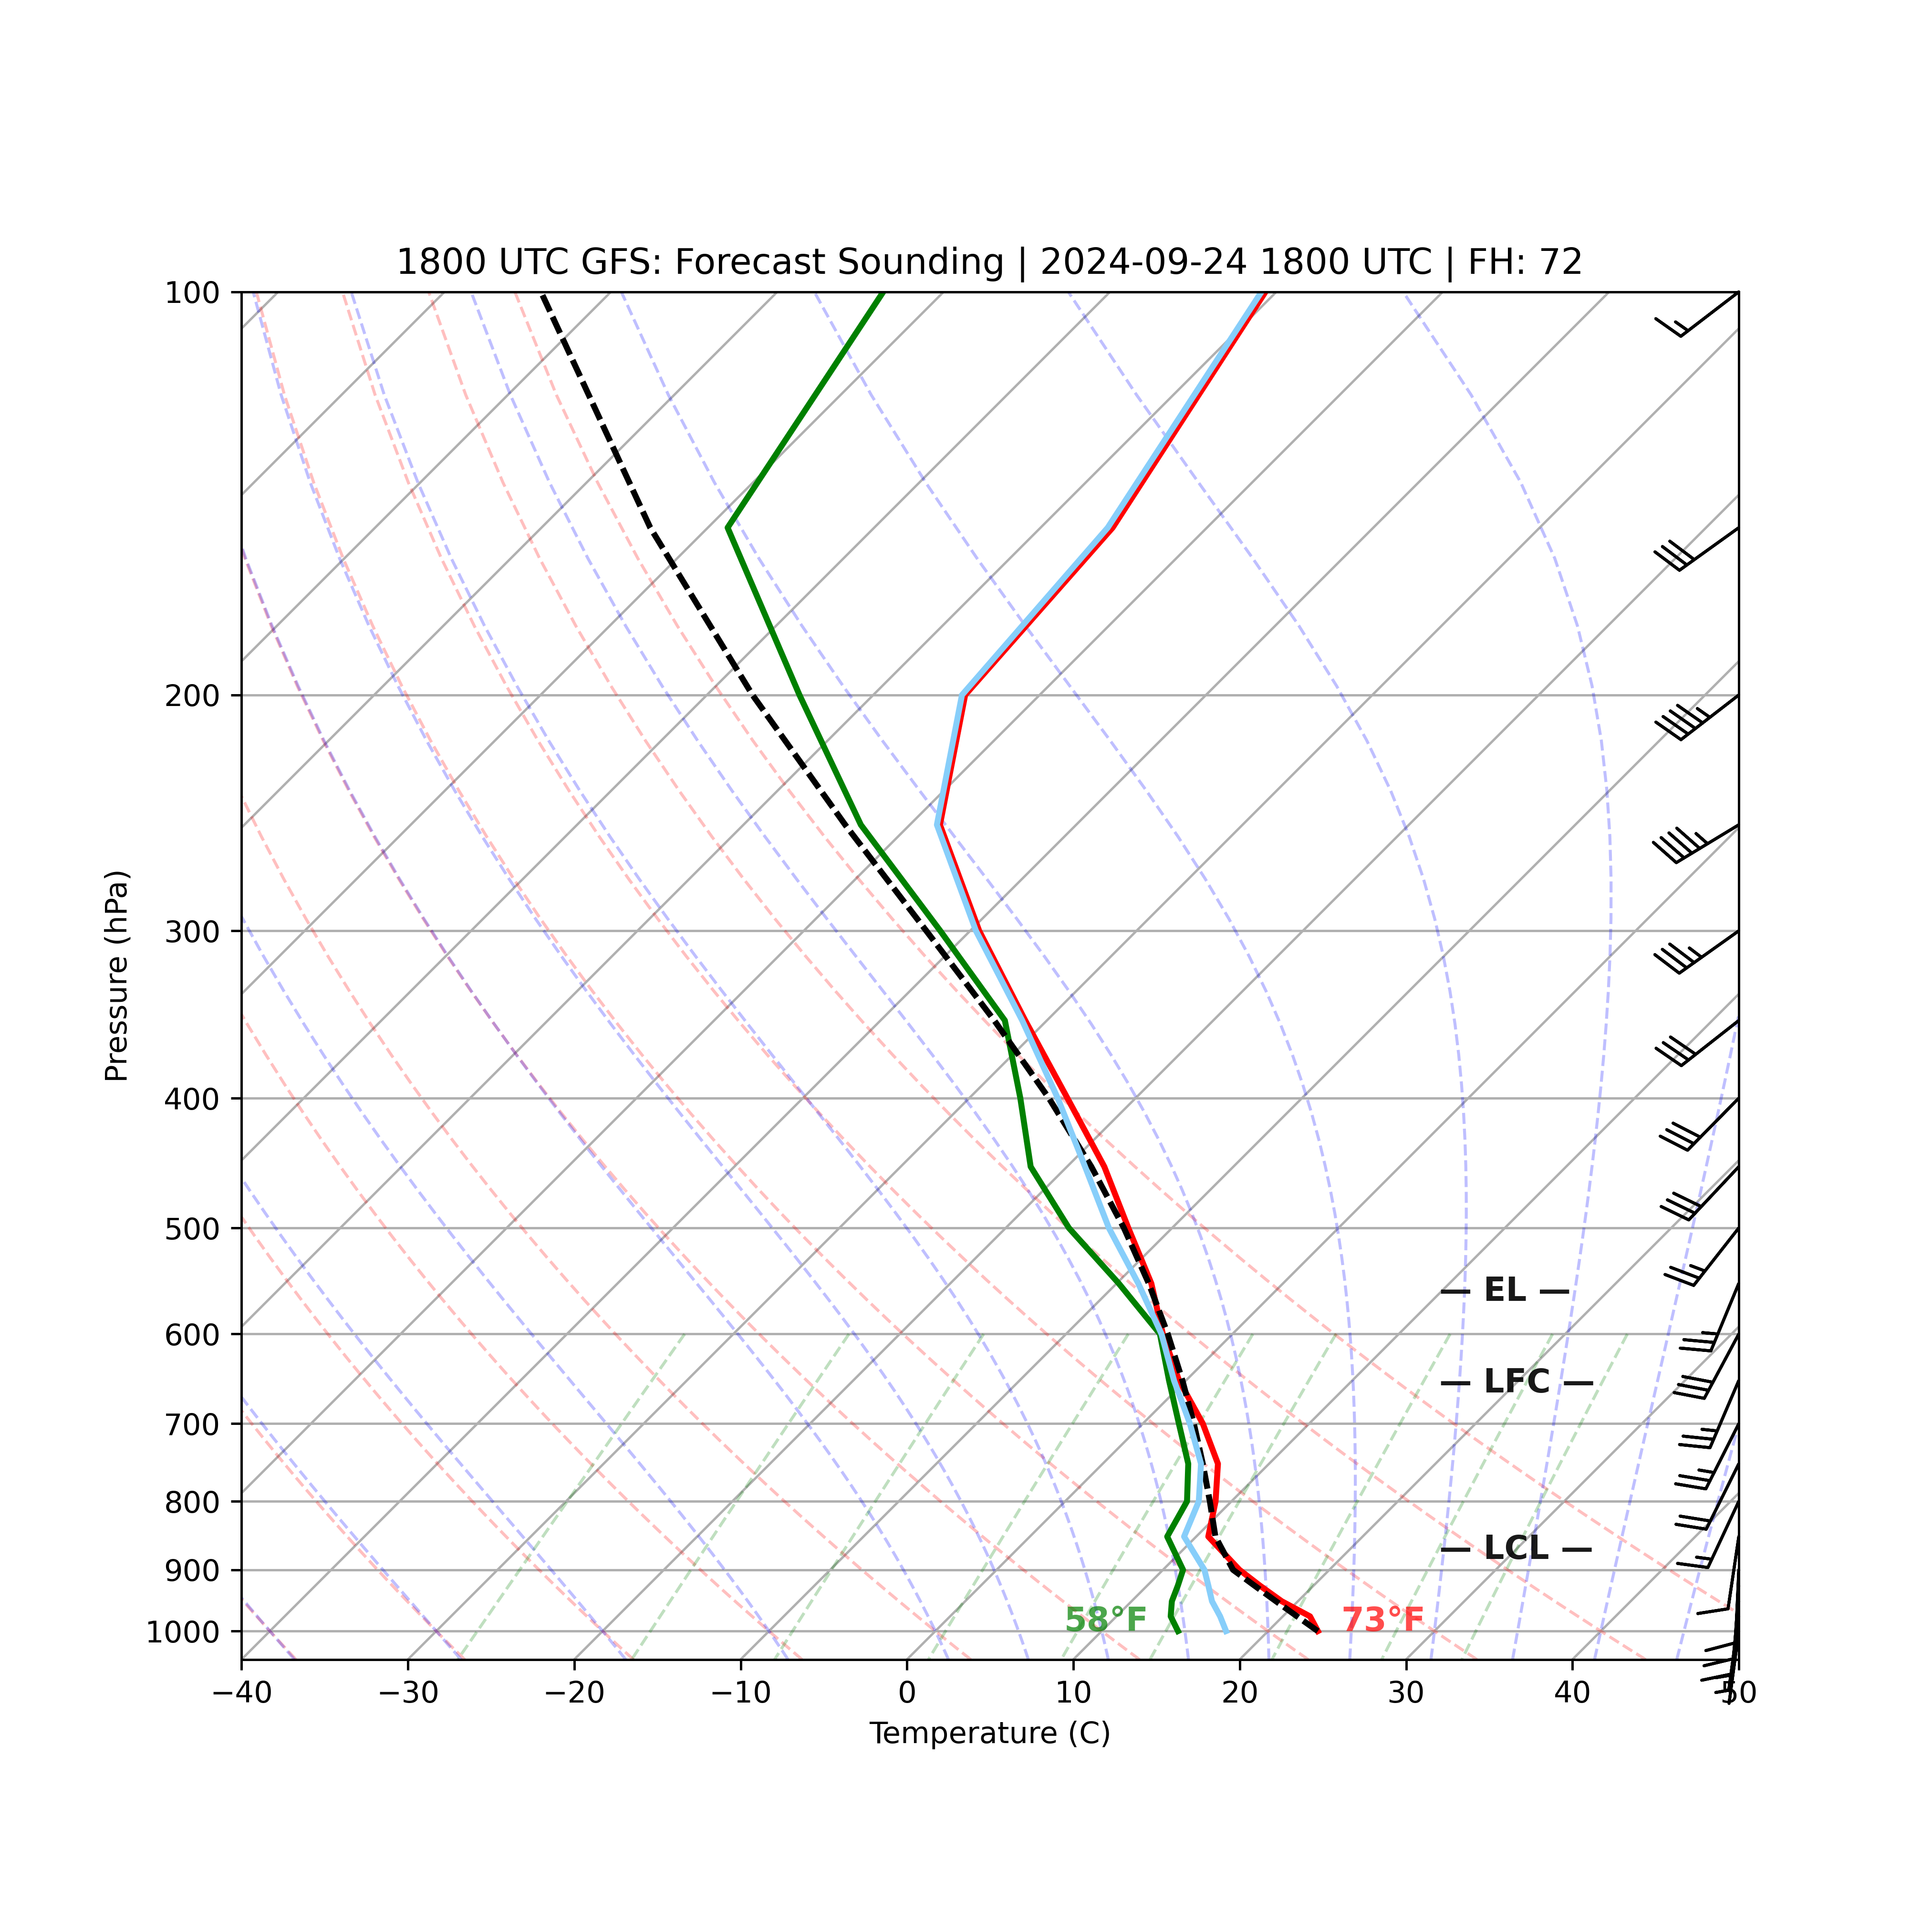 1800 UTC GFS: Forecast Sounding | 2024-09-24 1800 UTC | FH: 72
100
200
300
400
500
600
700
800
900
1000
Pressure (hPa)
— EL —
— LFC —
— LCL —
58°F
73°F
−40 −30 −20 −10 0 10 20 30 40 50
Temperature (C)